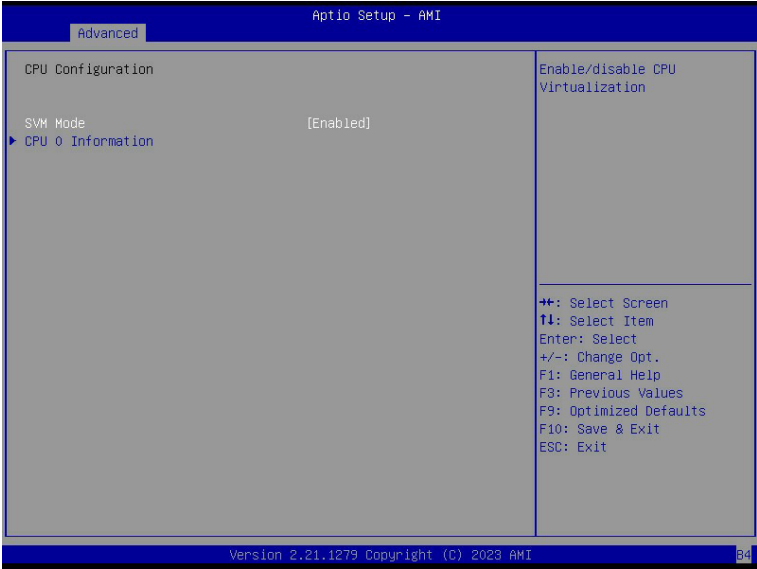 Aptio Setup – AMI
Advanced
CPU Configuration
SVM Mode [Enabled]
CPU 0 Information
Enable/disable CPU
Virtualization
→←: Select Screen
↑↓: Select Item
Enter: Select
+/-: Change Opt.
F1: General Help
F3: Previous Values
F9: Optimized Defaults
F10: Save & Exit
ESC: Exit
Version 2.21.1279 Copyright (C) 2023 AMI
B4